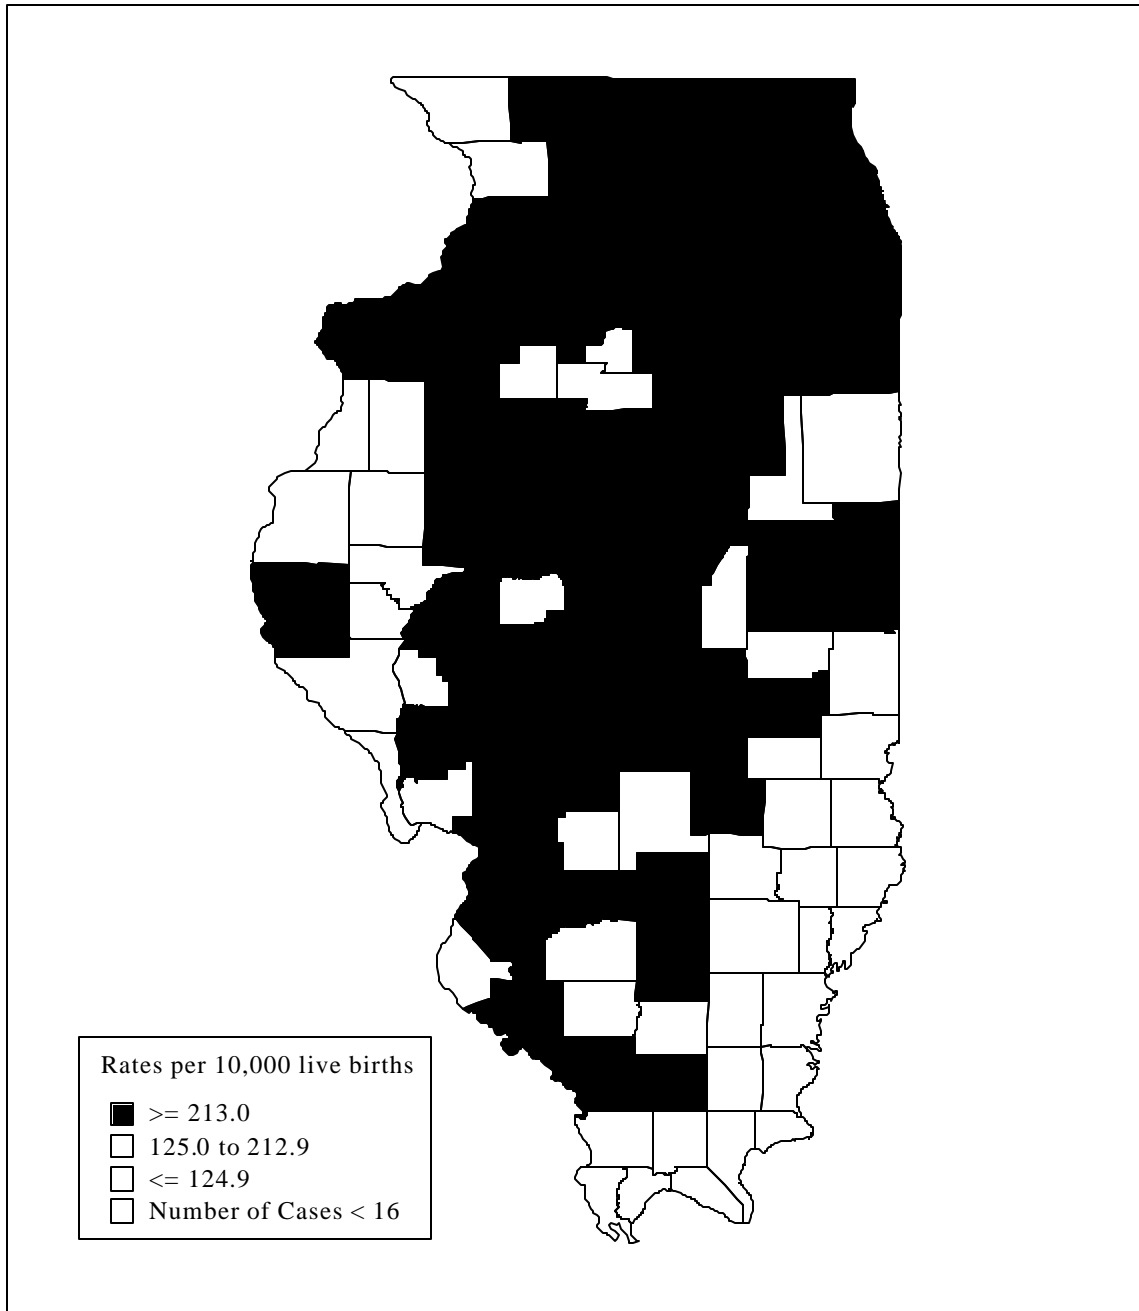 Rates per 10,000 live births
>= 213.0
125.0 to 212.9
<= 124.9
Number of Cases < 16